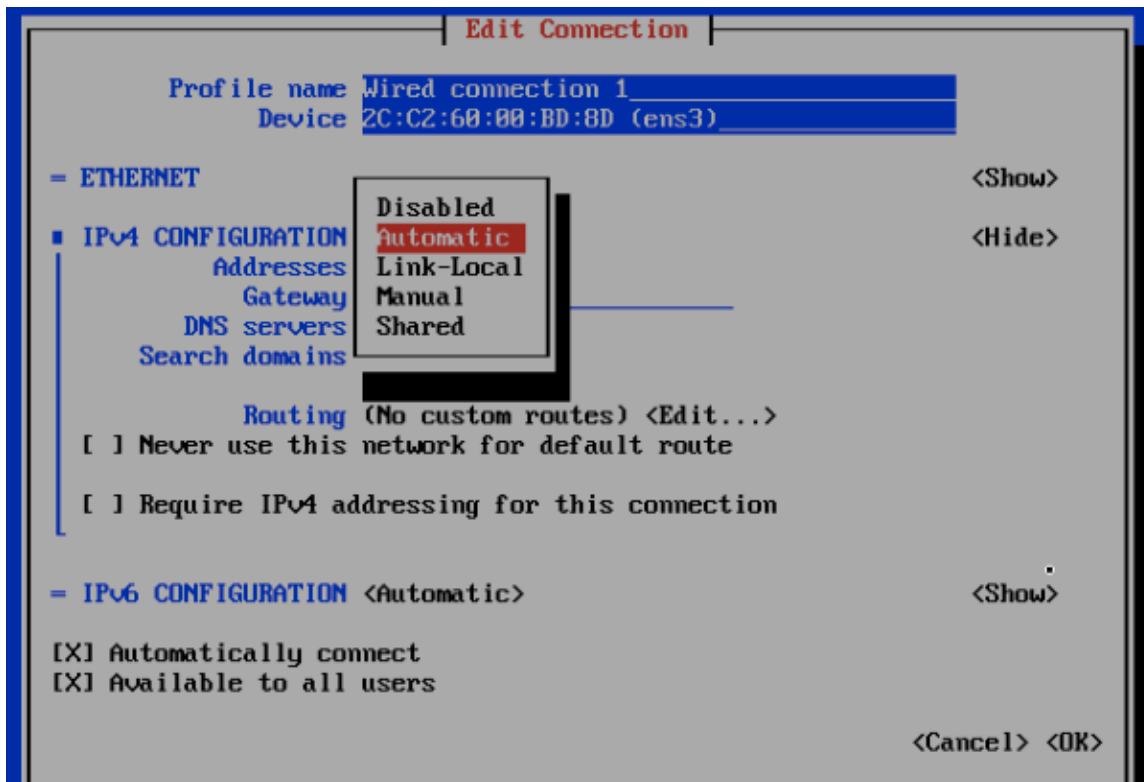 Edit Connection
Profile name Wired connection 1
Device 2C:C2:60:00:BD:8D (ens3)
= ETHERNET <Show>
Disabled
IPv4 CONFIGURATION Automatic <Hide>
Addresses Link-Local
Gateway Manual
DNS servers Shared
Search domains
Routing (No custom routes) <Edit...>
[ ] Never use this network for default route
[ ] Require IPv4 addressing for this connection
= IPv6 CONFIGURATION <Automatic> <Show>
[X] Automatically connect
[X] Available to all users
<Cancel> <OK>